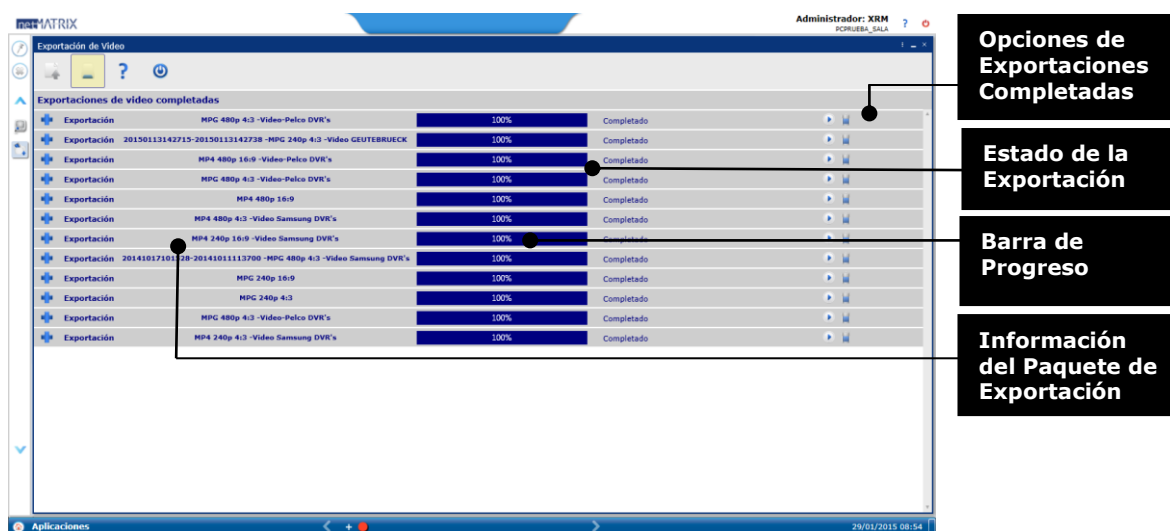 netMATRIX
Administrador: XRM
?
PCPRUEBA_SALA
Exportación de Video
?
Exportaciones de video completadas
Exportación MPG 480p 4:3 -Video-Pelco DVR's 100% Completado
Exportación 20150113142715-20150113142738 -MPG 240p 4:3 -Video GEUTEBRUECK 100% Completado
Exportación MP4 480p 16:9 -Video-Pelco DVR's 100% Completado
Exportación MPG 480p 4:3 -Video-Pelco DVR's 100% Completado
Exportación MP4 480p 16:9 100% Completado
Exportación MP4 480p 4:3 -Video Samsung DVR's 100% Completado
Exportación MP4 240p 16:9 -Video Samsung DVR's 100% Completado
Exportación -20141011113700 -MPG 480p 4:3 -Video Samsung DVR's 100% Completado
Exportación MPG 240p 16:9 100% Completado
Exportación MPG 240p 4:3 100% Completado
Exportación MPG 480p 4:3 -Video-Pelco DVR's 100% Completado
Exportación MP4 240p 4:3 -Video Samsung DVR's 100% Completado
Aplicaciones
29/01/2015 08:54
Opciones de
Exportaciones
Completadas
Estado de la
Exportación
Barra de
Progreso
Información
del Paquete de
Exportación